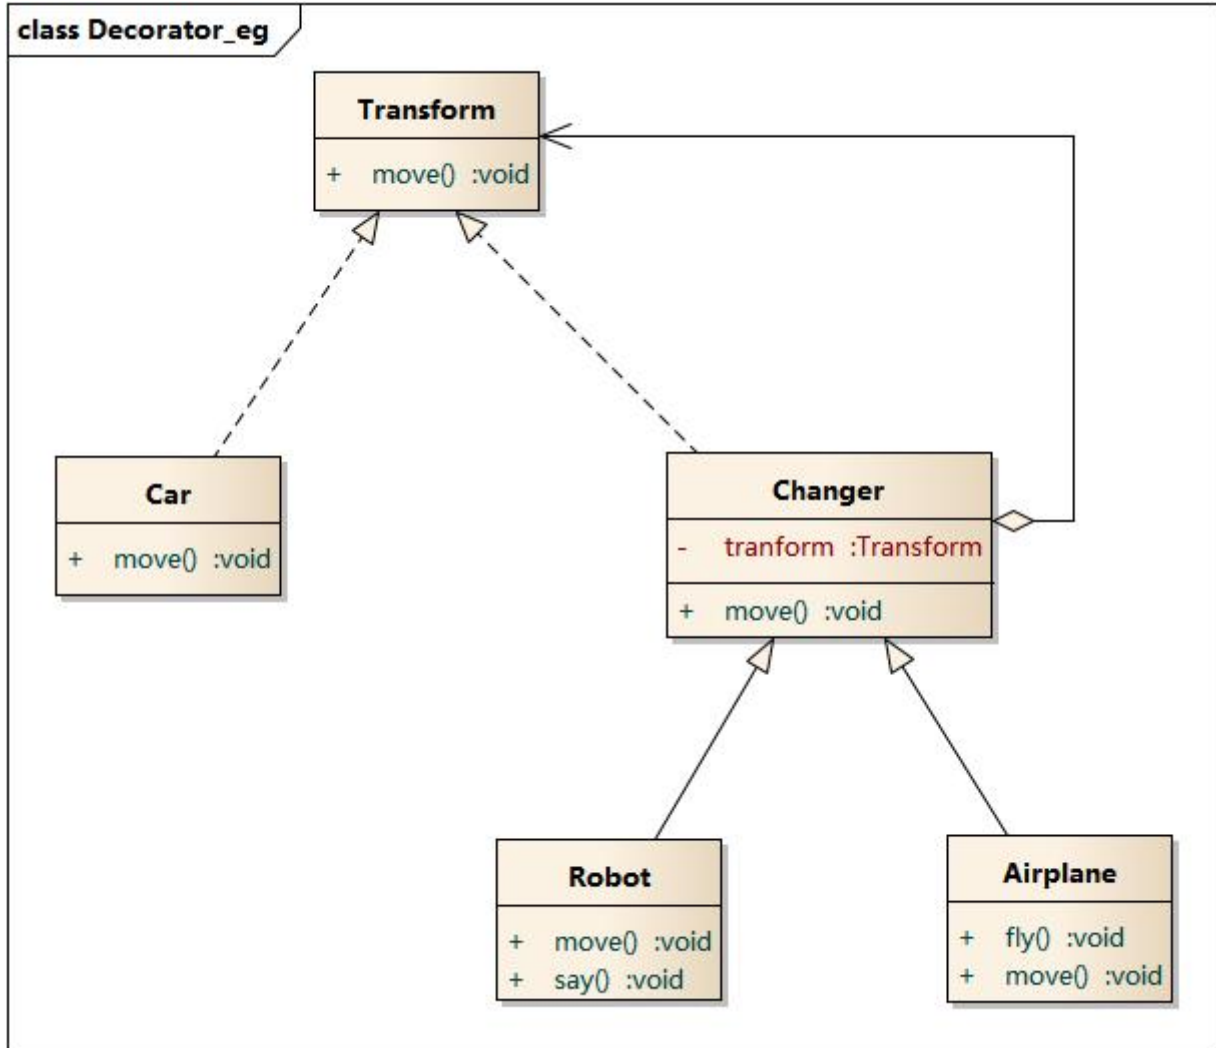 class Decorator_eg
Transform
+ move() :void
Car
+ move() :void
Changer
- tranform :Transform
+ move() :void
Robot
+ move() :void
+ say() :void
Airplane
+ fly() :void
+ move() :void